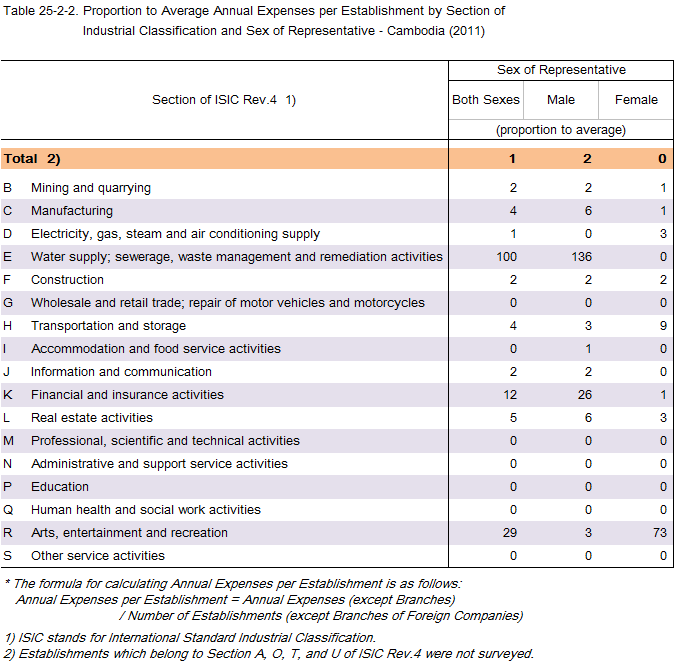 Table 25-2-2. Proportion to Average Annual Expenses per Establishment by Section of
Industrial Classification and Sex of Representative - Cambodia (2011)
Section of ISIC Rev.4 1)
Sex of Representative
Both Sexes Male Female
(proportion to average)
Total 2) 1 2 0
B Mining and quarrying 2 2 1
C Manufacturing 4 6 1
D Electricity, gas, steam and air conditioning supply 1 0 3
E Water supply; sewerage, waste management and remediation activities 100 136 0
F Construction 2 2 2
G Wholesale and retail trade; repair of motor vehicles and motorcycles 0 0 0
H Transportation and storage 4 3 9
I Accommodation and food service activities 0 1 0
J Information and communication 2 2 0
K Financial and insurance activities 12 26 1
L Real estate activities 5 6 3
M Professional, scientific and technical activities 0 0 0
N Administrative and support service activities 0 0 0
P Education 0 0 0
Q Human health and social work activities 0 0 0
R Arts, entertainment and recreation 29 3 73
S Other service activities 0 0 0
* The formula for calculating Annual Expenses per Establishment is as follows:
Annual Expenses per Establishment = Annual Expenses (except Branches)
/ Number of Establishments (except Branches of Foreign Companies)
1) ISIC stands for International Standard Industrial Classification.
2) Establishments which belong to Section A, O, T, and U of ISIC Rev.4 were not surveyed.